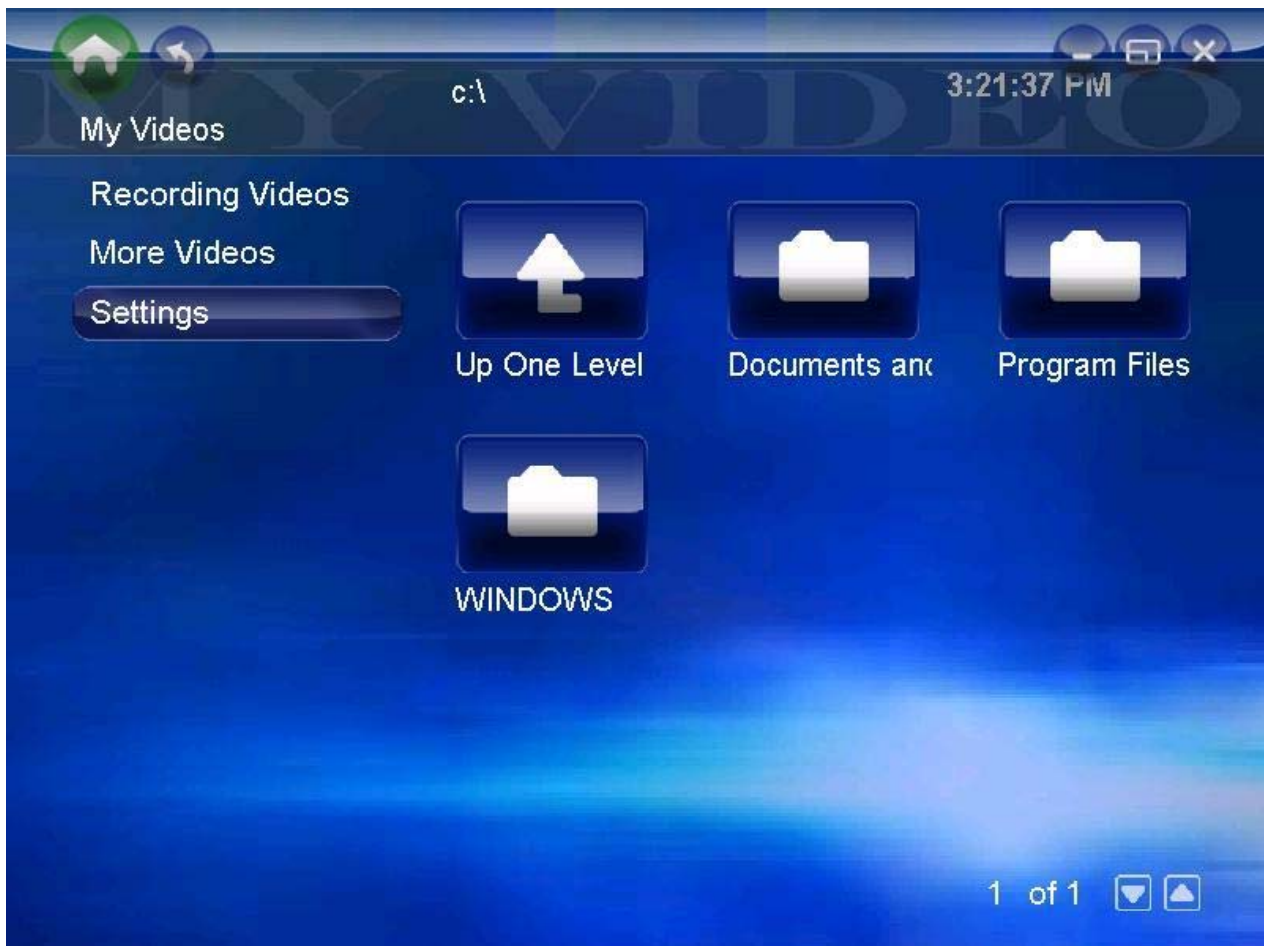 MY VIDEO
c:\
3:21:37 PM
My Videos
Recording Videos
More Videos
Settings
Up One Level
Documents and
Program Files
WINDOWS
1 of 1